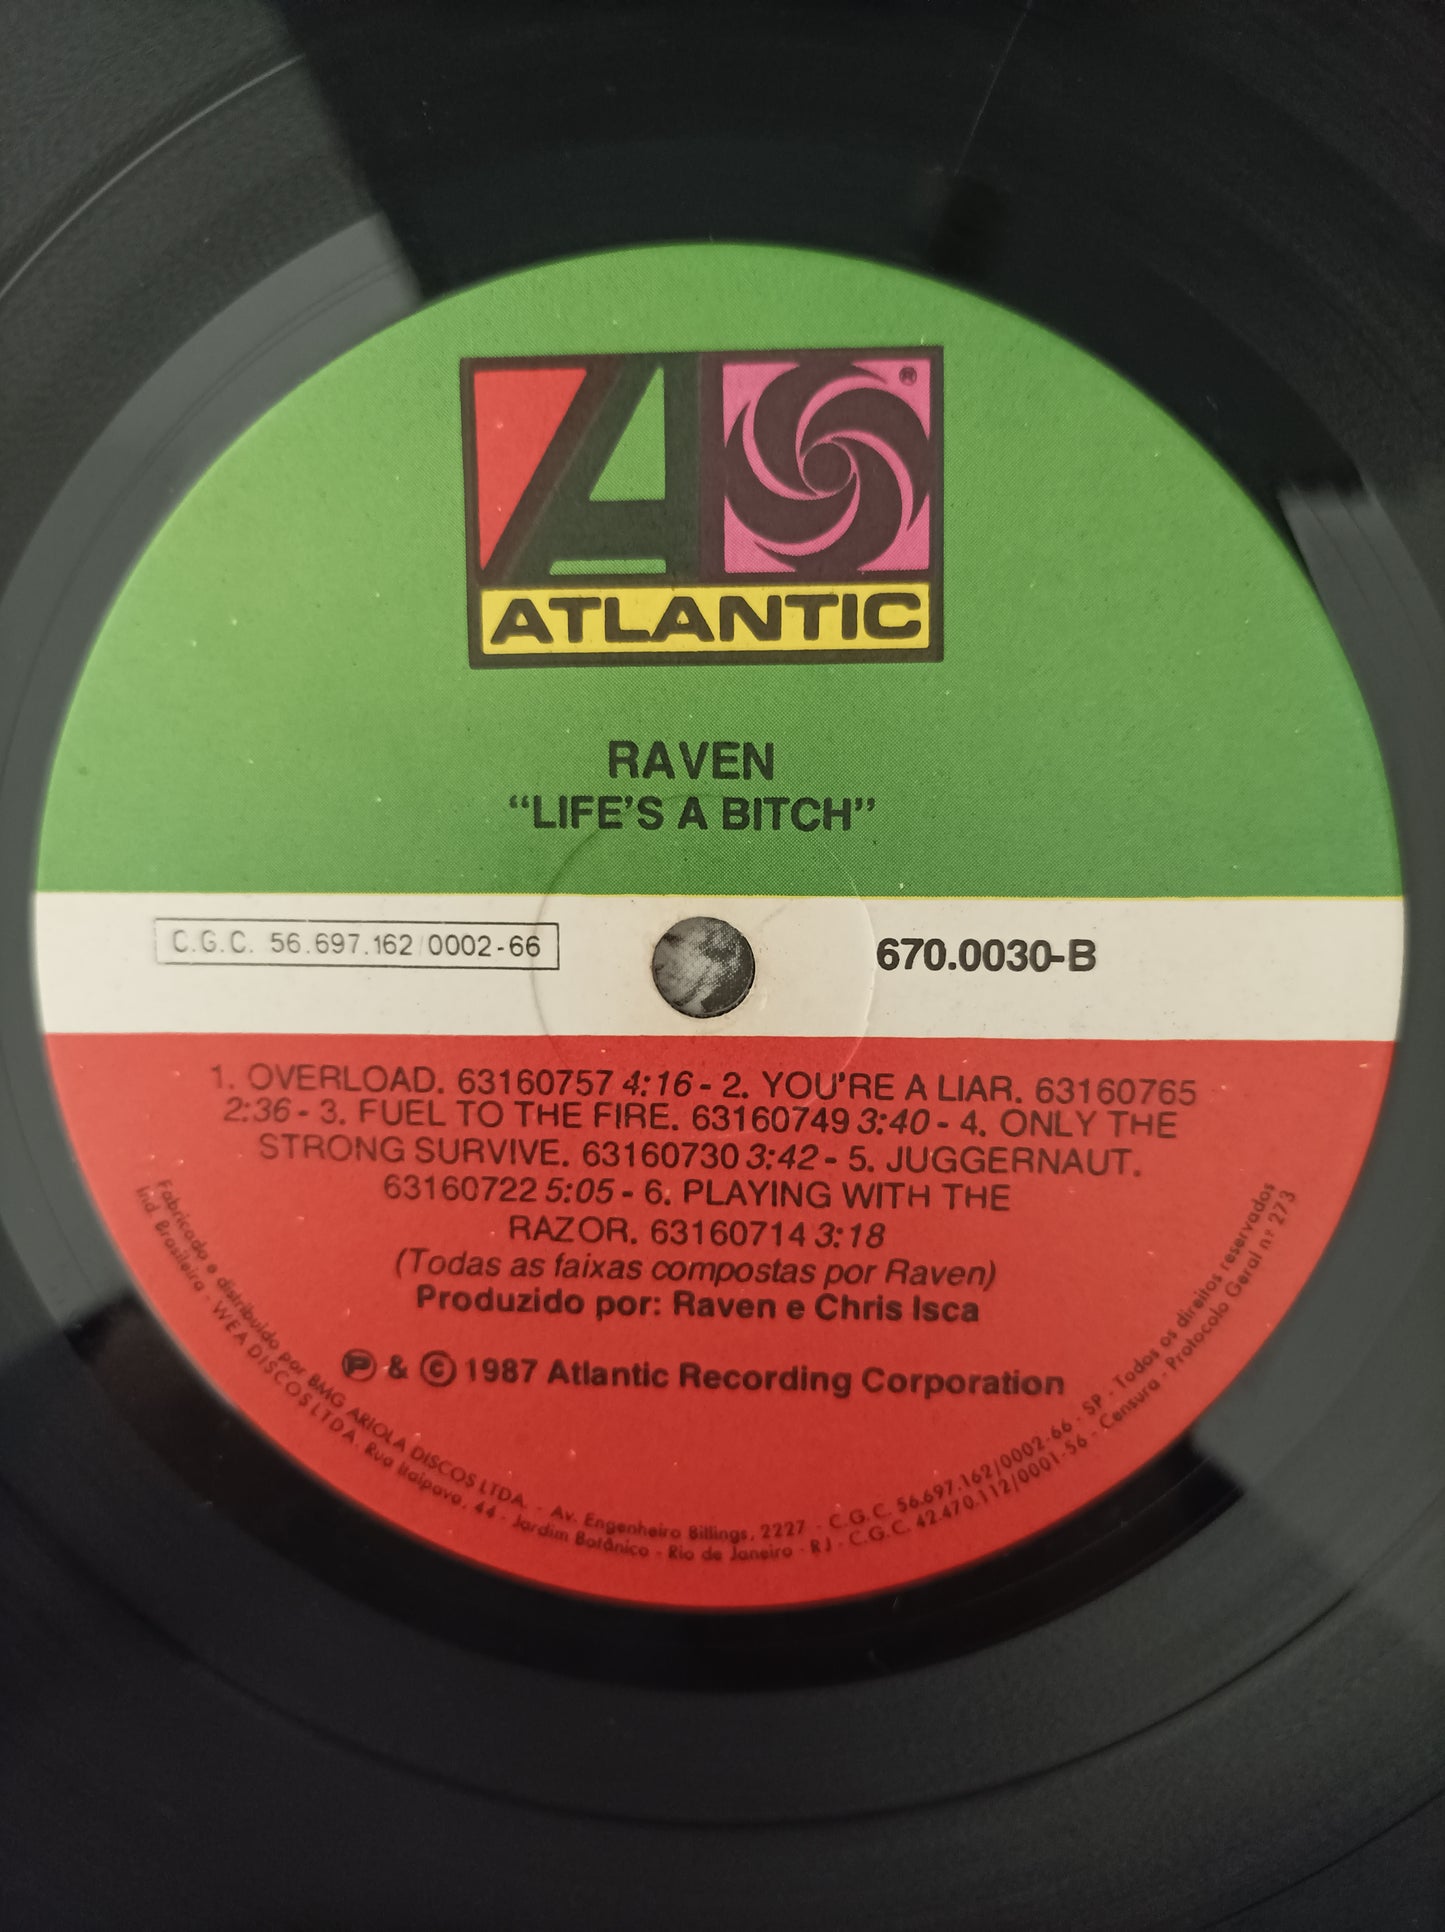 ®
ATLANTIC
RAVEN
“LIFE’S A BITCH”
C.G.C. 56.697.162/0002-66
670.0030-B
1. OVERLOAD. 63160757 4:16 - 2. YOU'RE A LIAR. 63160765
2:36 - 3. FUEL TO THE FIRE. 63160749 3:40 - 4. ONLY THE
STRONG SURVIVE. 63160730 3:42 - 5. JUGGERNAUT.
63160722 5:05 - 6. PLAYING WITH THE
RAZOR. 63160714 3:18
(Todas as faixas compostas por Raven)
Produzido por: Raven e Chris Isca
℗ & © 1987 Atlantic Recording Corporation
Fabricado e distribuído por BMG ARIOLA DISCOS LTDA. - Av. Engenheiro Billings, 2227 - C.G.C. 56.697.162/0002-66 - SP - Todos os direitos reservados
Ind Brasileira - WEA DISCOS LTDA. Rua Itaipava, 44 - Jardim Botânico - Rio de Janeiro - RJ - C.G.C. 42.470.112/0001-56 - Censura - Protocolo Geral n.º 273